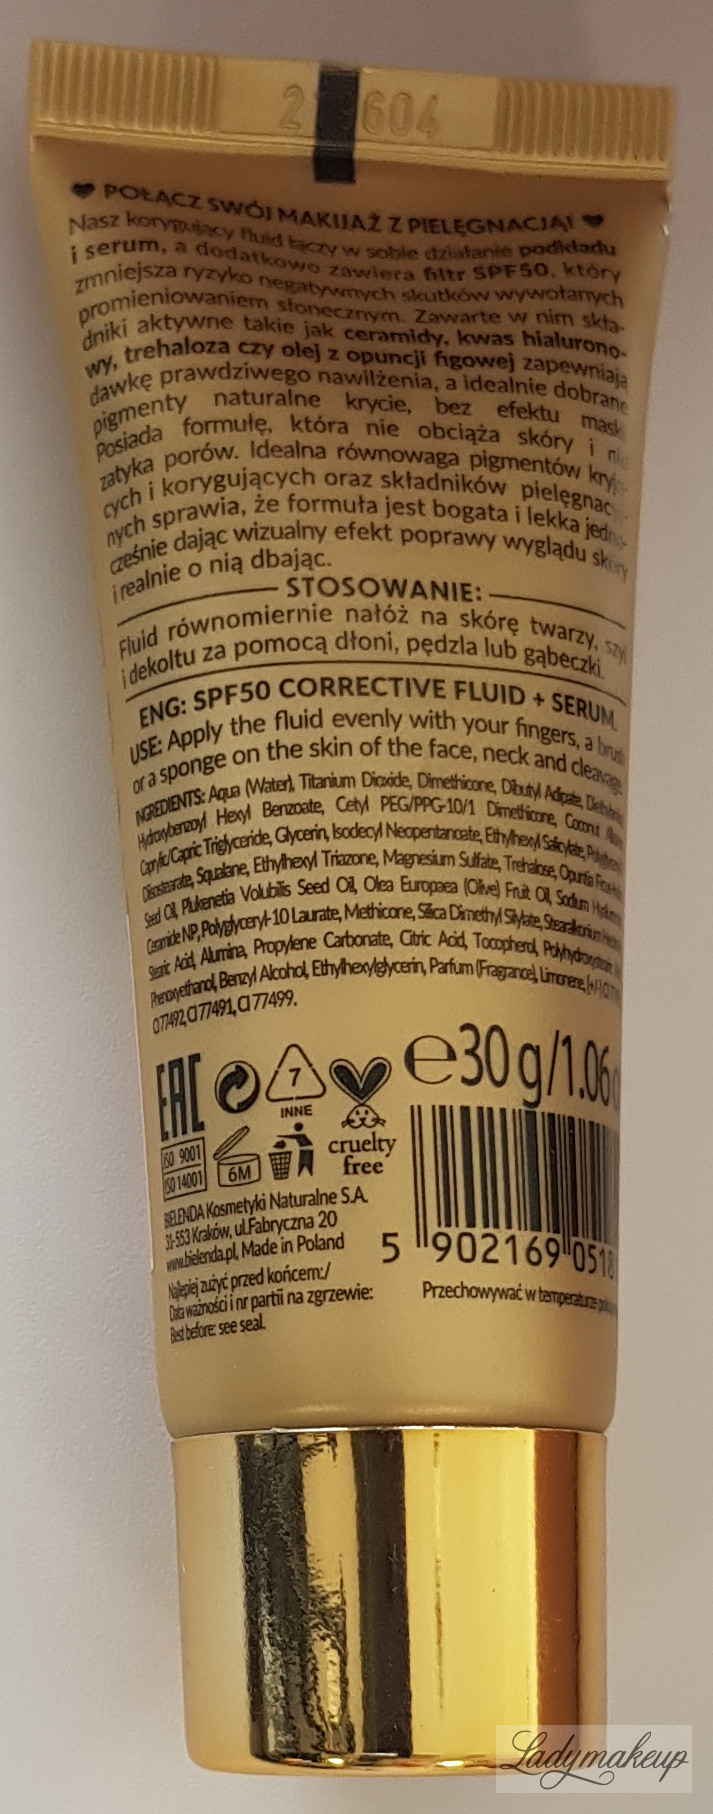 2 604
POŁĄCZ SWÓJ MAKIJAŻ Z PIELĘGNACJĄ!
Nasz korygujący fluid łączy w sobie działanie podkładu
i serum, a dodatkowo zawiera filtr SPF50, który
zmniejsza ryzyko negatywnych skutków wywołanych
promieniowaniem słonecznym. Zawarte w nim skła-
dniki aktywne takie jak ceramidy, kwas hialurono-
wy, trehaloza czy olej z opuncji figowej zapewniają
dawkę prawdziwego nawilżenia, a idealnie dobrane
pigmenty naturalne krycie, bez efektu
Posiada formułę, która nie obciąża skóry i
zatyka porów. Idealna równowaga pigmentów
cych i korygujących oraz składników
nych sprawia, że formuła jest bogata i lekka
cześnie dając wizualny efekt poprawy wyglądu
i realnie o nią dbając.
STOSOWANIE:
Fluid równomiernie nałóż na skórę twarzy,
i dekoltu za pomocą dłoni, pędzla lub gąbeczki.
ENG: SPF50 CORRECTIVE FLUID + SERUM.
USE: Apply the fluid evenly with your fingers, a brush
or a sponge on the skin of the face, neck and cleavage.
INGREDIENTS: Aqua (Water), Titanium Dioxide, Dimethicone, Dibutyl Adipate,
Hydroxybenzoyl Hexyl Benzoate, Cetyl PEG/PPG-10/1 Dimethicone, Coconut
Caprylic/Capric Triglyceride, Glycerin, Isodecyl Neopentanoate, Ethylhexyl Salicylate,
Diisostearate, Squalane, Ethylhexyl Triazone, Magnesium Sulfate, Trehalose, Opuntia
Seed Oil, Plukenetia Volubilis Seed Oil, Olea Europaea (Olive) Fruit Oil, Sodium
Ceramide NP, Polyglyceryl-10 Laurate, Methicone, Silica Dimethyl Silylate,
Stearic Acid, Alumina, Propylene Carbonate, Citric Acid, Tocopherol,
Phenoxyethanol, Benzyl Alcohol, Ethylhexylglycerin, Parfum (Fragrance), Limonene,
CI 77492, CI 77491, CI 77499.
EAC
7
INNE
ISO 9001
ISO 14001
6M
cruelty
free
℮30 g/1.06
BIELENDA Kosmetyki Naturalne S.A.
31-553 Kraków, ul.Fabryczna 20
www.bielenda.pl, Made in Poland
Najlepiej zużyć przed końcem:/
Data ważności i nr partii na zgrzewie:
Best before: see seal.
5 902169 0518
Przechowywać w temperaturze
Ladymakeup